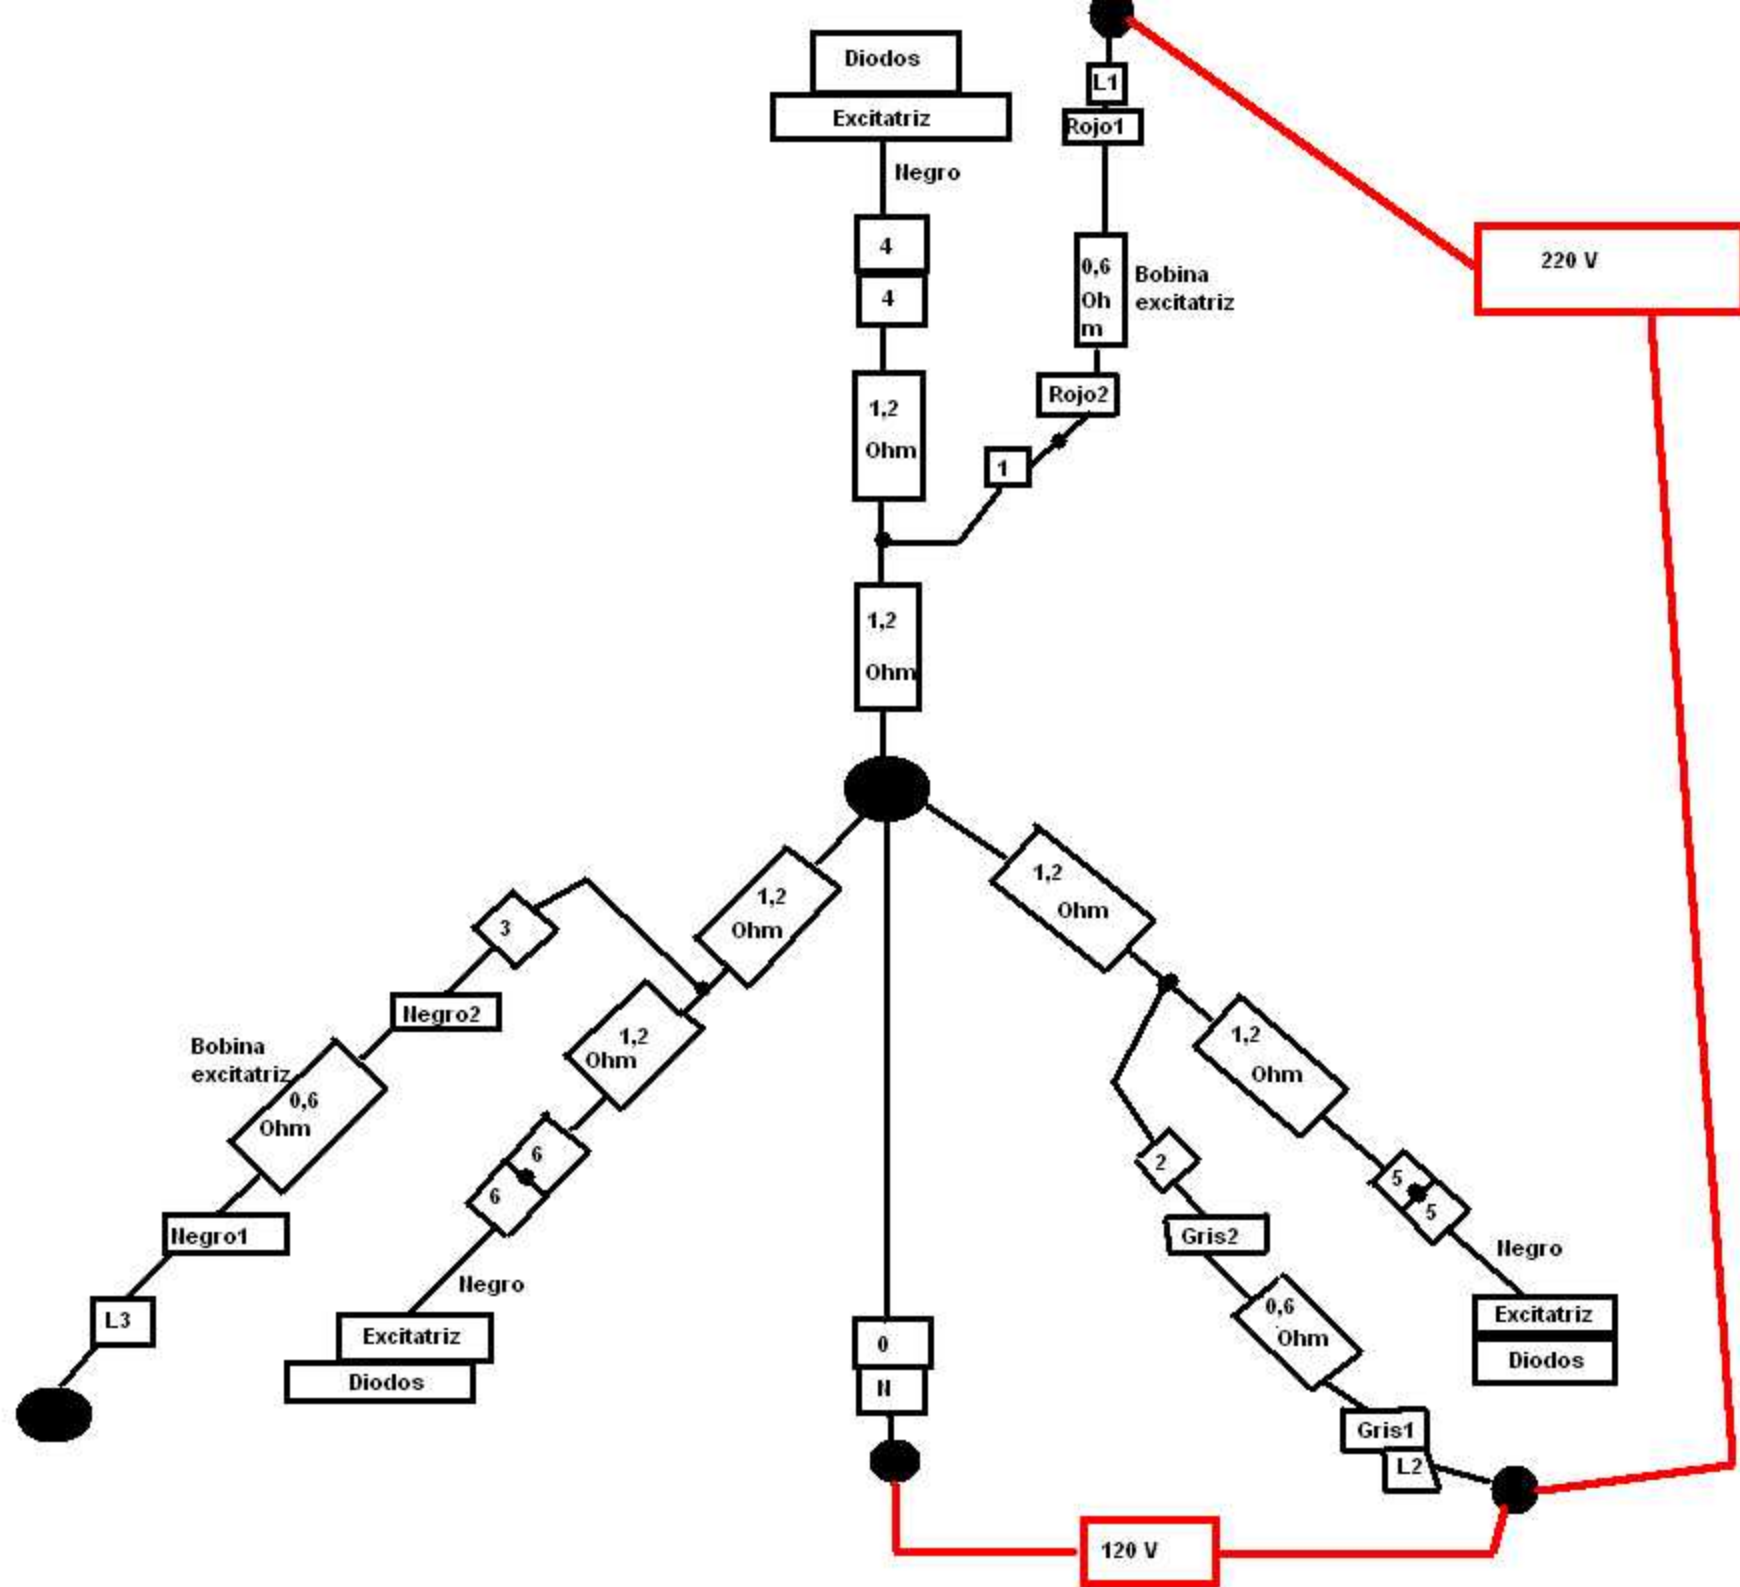 Diodos
Excitatriz
Negro
4
4
1,2
Ohm
1,2
Ohm
L1
Rojo1
0,6
Oh
m
Bobina
excitatriz
Rojo2
1
220 V
1,2
Ohm
1,2
Ohm
3
Negro2
Bobina
excitatriz
0,6
Ohm
Negro1
L3
6
6
Negro
Excitatriz
Diodos
0
N
1,2
Ohm
1,2
Ohm
5
5
Negro
Excitatriz
Diodos
2
Gris2
0,6
Ohm
Gris1
L2
120 V